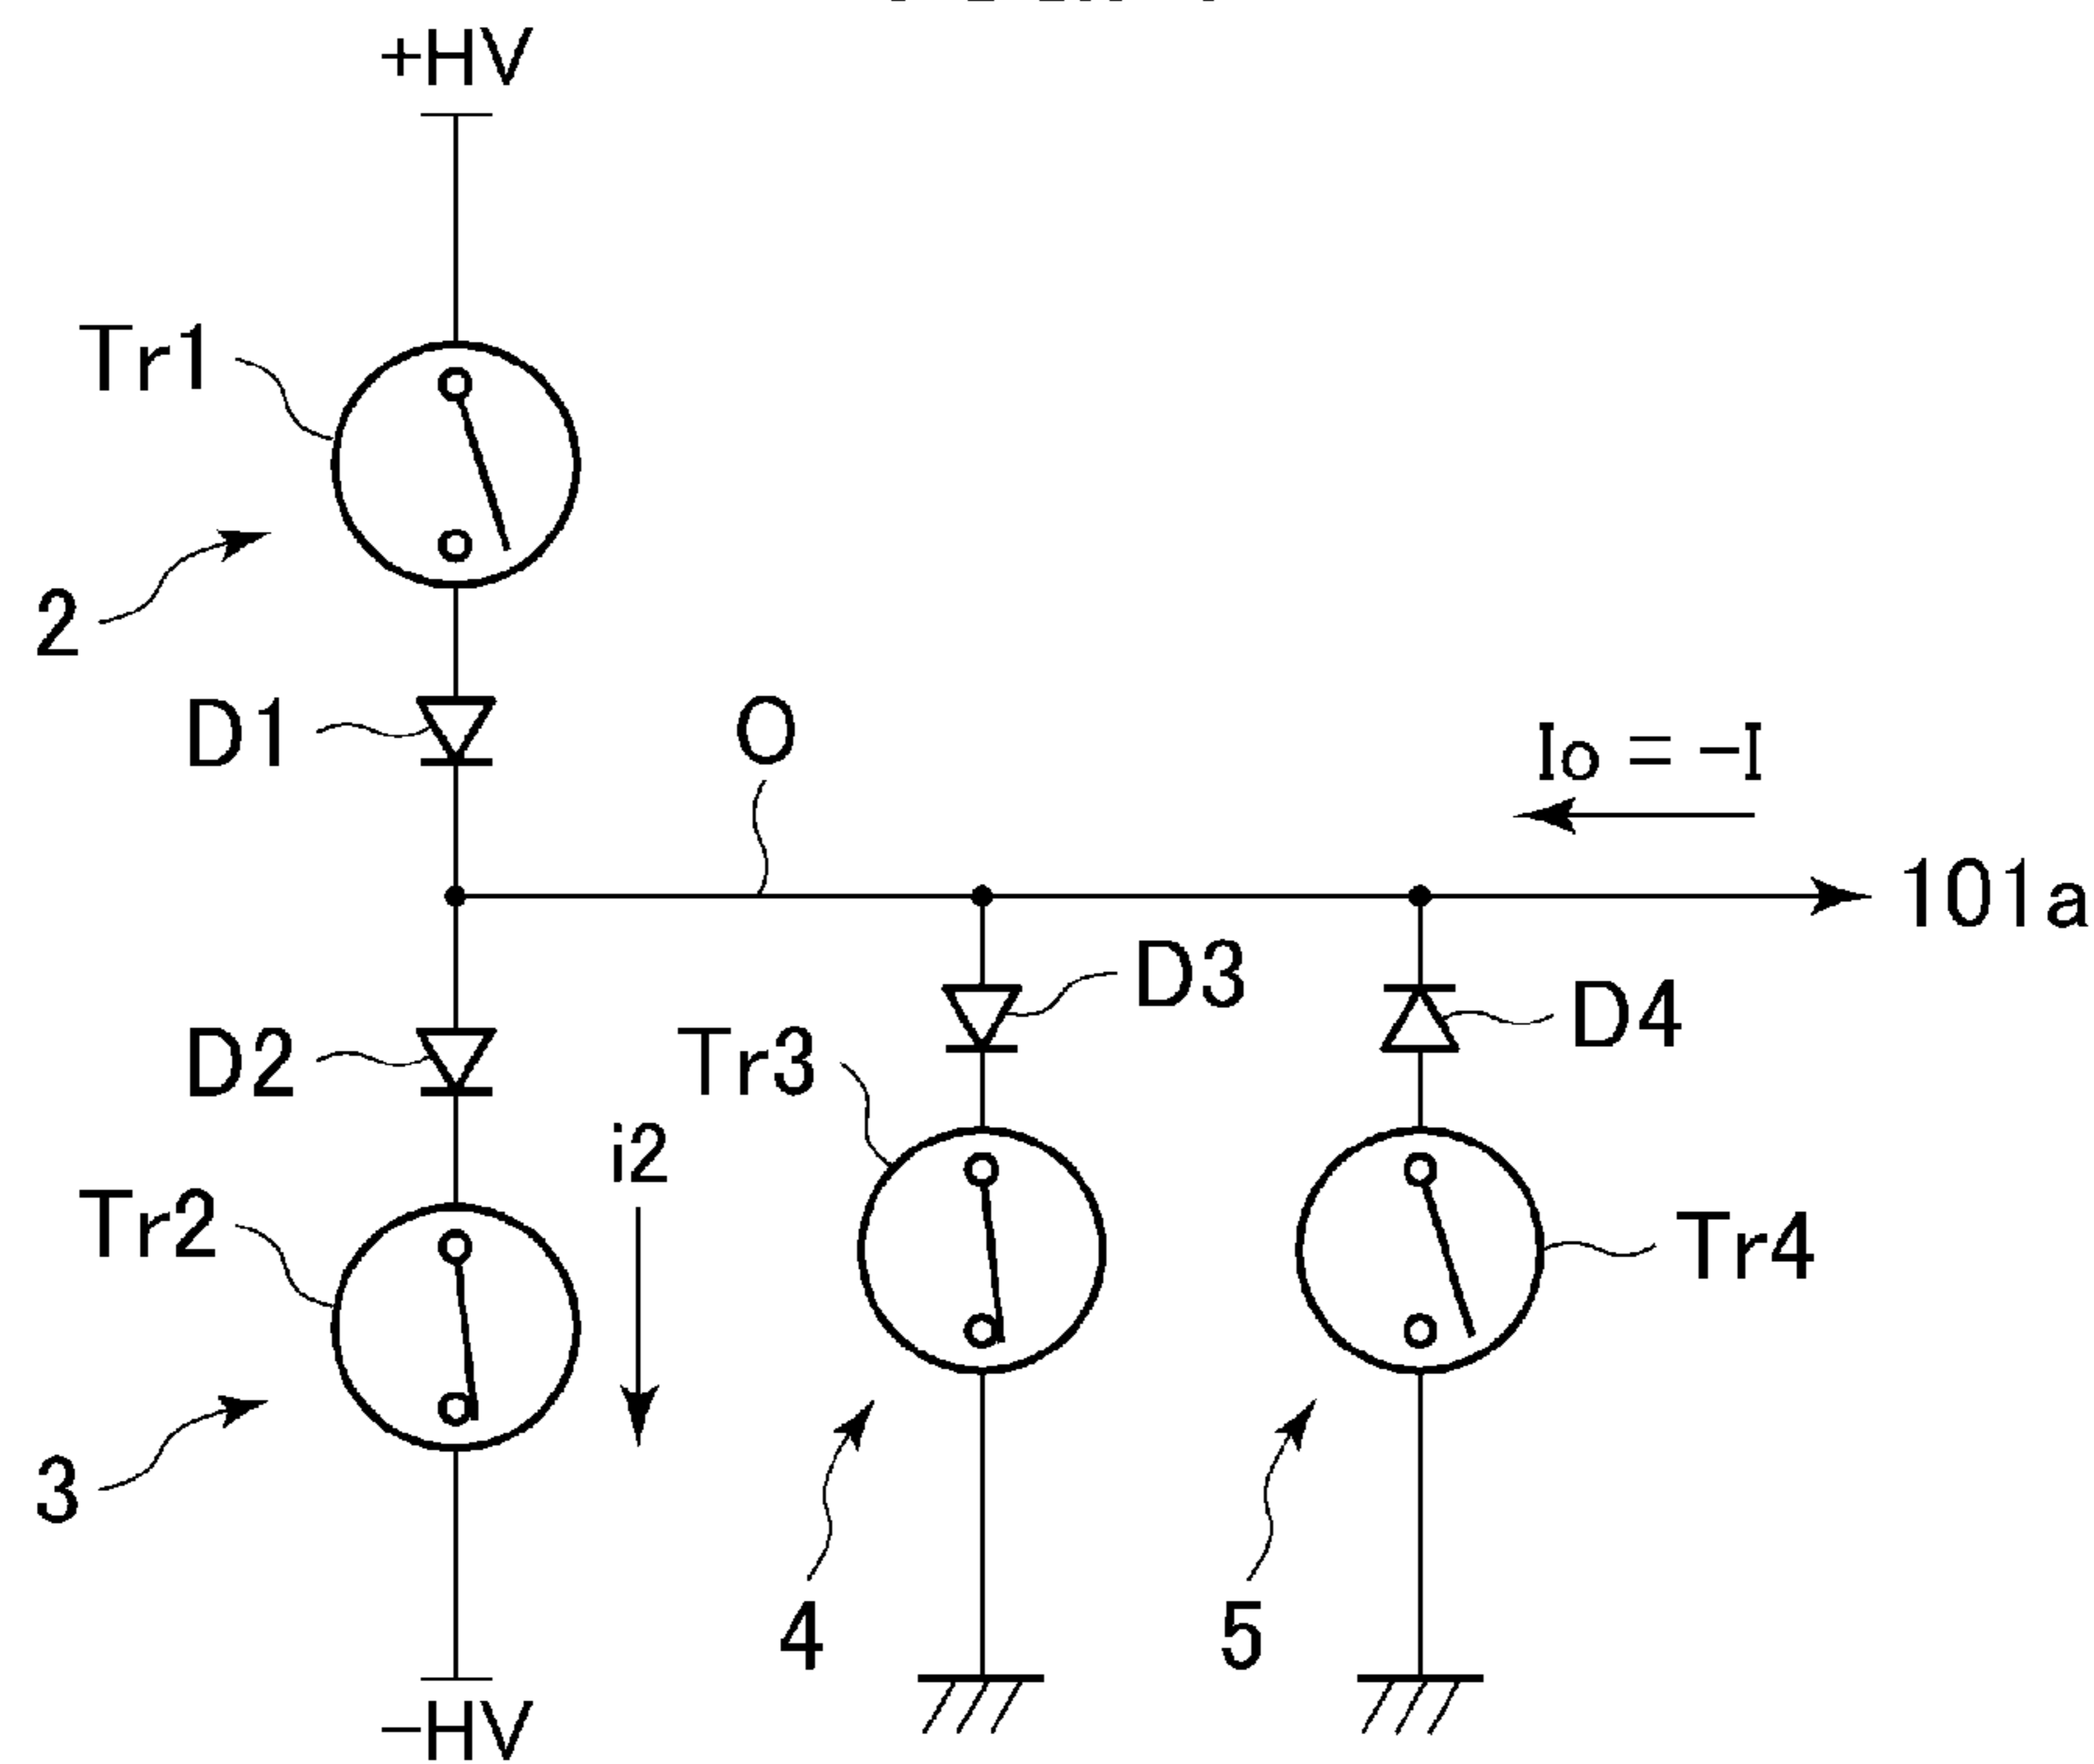 +HV
Tr1
2
D1
O
Io = -I
101a
D3
D4
D2
Tr3
i2
Tr2
Tr4
3
4
5
-HV